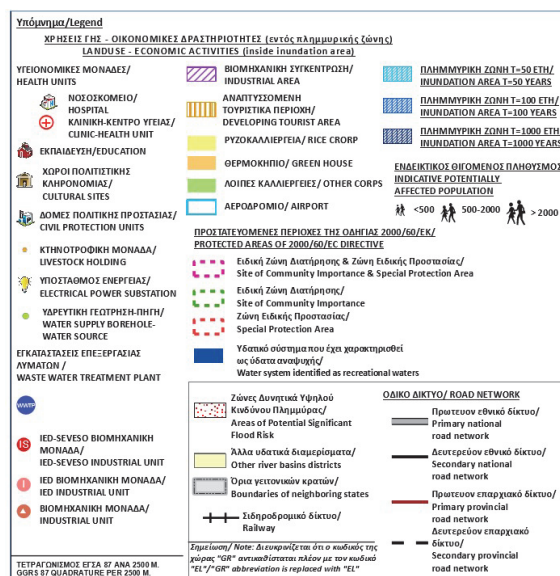 Υπόμνημα/Legend
ΧΡΗΣΕΙΣ ΓΗΣ - ΟΙΚΟΝΟΜΙΚΕΣ ΔΡΑΣΤΗΡΙΟΤΗΤΕΣ (εντός πλημμυρικής ζώνης)
LANDUSE - ECONOMIC ACTIVITIES (inside inundation area)
ΥΓΕΙΟΝΟΜΙΚΕΣ ΜΟΝΑΔΕΣ/
HEALTH UNITS
ΝΟΣΟΣΚΟΜΕΙΟ/
HOSPITAL
ΚΛΙΝΙΚΗ-ΚΕΝΤΡΟ ΥΓΕΙΑΣ/
CLINIC-HEALTH UNIT
ΕΚΠΑΙΔΕΥΣΗ/EDUCATION
ΧΩΡΟΙ ΠΟΛΙΤΙΣΤΙΚΗΣ
ΚΛΗΡΟΝΟΜΙΑΣ/
CULTURAL SITES
ΔΟΜΕΣ ΠΟΛΙΤΙΚΗΣ ΠΡΟΣΤΑΣΙΑΣ/
CIVIL PROTECTION UNITS
ΚΤΗΝΟΤΡΟΦΙΚΗ ΜΟΝΑΔΑ/
LIVESTOCK HOLDING
ΥΠΟΣΤΑΘΜΟΣ ΕΝΕΡΓΕΙΑΣ/
ELECTRICAL POWER SUBSTATION
ΥΔΡΕΥΤΙΚΗ ΓΕΩΤΡΗΣΗ-ΠΗΓΗ/
WATER SUPPLY BOREHOLE-
WATER SOURCE
ΕΓΚΑΤΑΣΤΑΣΕΙΣ ΕΠΕΞΕΡΓΑΣΙΑΣ
ΛΥΜΑΤΩΝ /
WASTE WATER TREATMENT PLANT
WWTP
IS
IED-SEVESO ΒΙΟΜΗΧΑΝΙΚΗ
ΜΟΝΑΔΑ/
IED-SEVESO INDUSTRIAL UNIT
I
IED ΒΙΟΜΗΧΑΝΙΚΗ ΜΟΝΑΔΑ/
IED INDUSTRIAL UNIT
ΒΙΟΜΗΧΑΝΙΚΗ ΜΟΝΑΔΑ/
INDUSTRIAL UNIT
ΤΕΤΡΑΓΩΝΙΣΜΟΣ ΕΓΣΑ 87 ΑΝΑ 2500 Μ.
GGRS 87 QUADRATURE PER 2500 M.
ΒΙΟΜΗΧΑΝΙΚΗ ΣΥΓΚΕΝΤΡΩΣΗ/
INDUSTRIAL AREA
ΑΝΑΠΤΥΣΣΟΜΕΝΗ
ΤΟΥΡΙΣΤΙΚΑ ΠΕΡΙΟΧΗ/
DEVELOPING TOURIST AREA
ΡΥΖΟΚΑΛΛΙΕΡΓΕΙΑ/ RICE CRORP
ΘΕΡΜΟΚΗΠΙΟ/ GREEN HOUSE
ΛΟΙΠΕΣ ΚΑΛΛΙΕΡΓΕΙΕΣ/ OTHER CORPS
ΑΕΡΟΔΡΟΜΙΟ/ AIRPORT
ΠΛΗΜΜΥΡΙΚΗ ΖΩΝΗ T=50 ΕΤΗ/
INUNDATION AREA T=50 YEARS
ΠΛΗΜΜΥΡΙΚΗ ΖΩΝΗ T=100 ΕΤΗ/
INUNDATION AREA T=100 YEARS
ΠΛΗΜΜΥΡΙΚΗ ΖΩΝΗ T=1000 ΕΤΗ/
INUNDATION AREA T=1000 YEARS
ΕΝΔΕΙΚΤΙΚΟΣ ΘΙΓΟΜΕΝΟΣ ΠΛΗΘΥΣΜΟΣ
INDICATIVE POTENTIALLY
AFFECTED POPULATION
<500 500-2000 > 2000
ΠΡΟΣΤΑΤΕΥΟΜΕΝΕΣ ΠΕΡΙΟΧΕΣ ΤΗΣ ΟΔΗΓΙΑΣ 2000/60/ΕΚ/
PROTECTED AREAS OF 2000/60/EC DIRECTIVE
Ειδική Ζώνη Διατήρησης & Ζώνη Ειδικής Προστασίας/
Site of Community Importance & Special Protection Area
Ειδική Ζώνη Διατήρησης/
Site of Community Importance
Ζώνη Ειδικής Προστασίας/
Special Protection Area
Υδατικό σύστημα που έχει χαρακτηρισθεί
ως ύδατα αναψυχής/
Water system identified as recreational waters
Ζώνες Δυνητικά Υψηλού
Κινδύνου Πλημμύρας/
Areas of Potential Significant
Flood Risk
Άλλα υδατικά διαμερίσματα/
Other river basins districts
Όρια γειτονικών κρατών/
Boundaries of neighboring states
Σιδηροδρομικό δίκτυο/
Railway
Σημείωση/ Note: Διευκρινίζεται ότι ο κωδικός της
χώρας "GR" αντικαθίσταται πλέον με τον κωδικό
"EL"/"GR" abbreviation is replaced with "EL"
ΟΔΙΚΟ ΔΙΚΤΥΟ/ ROAD NETWORK
Πρωτευον εθνικό δίκτυο/
Primary national
road network
Δευτερεύον εθνικό δίκτυο/
Secondary national
road network
Πρωτευον επαρχιακό δίκτυο/
Primary provincial
road network
Δευτερεύον επαρχιακό
δίκτυο/
Secondary provincial
road network